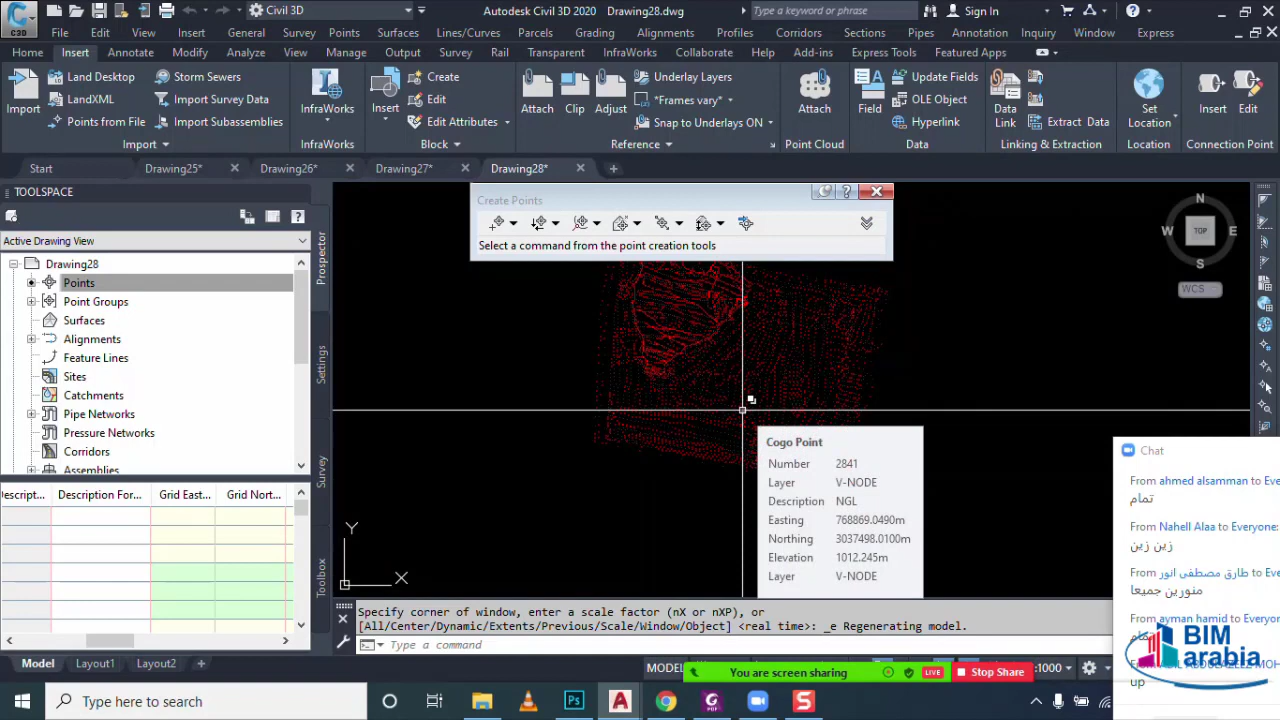 Civil 3D
Autodesk Civil 3D 2020 Drawing28.dwg
Type a keyword or phrase
Sign In
File Edit View Insert General Survey Points Surfaces Lines/Curves Parcels Grading Alignments Profiles Corridors Sections Pipes Annotation Inquiry Window Express
C3D
Home Insert Annotate Modify Analyze View Manage Output Survey Rail Transparent InfraWorks Collaborate Help Add-ins Express Tools Featured Apps
Land Desktop Storm Sewers Create Underlay Layers Update Fields
LandXML Import Survey Data Edit *Frames vary* OLE Object
Import InfraWorks Insert Attach Clip Adjust Attach Field Data Link Set Location Insert Edit
Points from File Import Subassemblies Edit Attributes Snap to Underlays ON Hyperlink Extract Data
Import InfraWorks Block Reference Point Cloud Data Linking & Extraction Connection Point
Start Drawing25* Drawing26* Drawing27* Drawing28*
TOOLSPACE
Active Drawing View
Drawing28
Points
Point Groups
Surfaces
Alignments
Feature Lines
Sites
Catchments
Pipe Networks
Pressure Networks
Corridors
Assemblies
Prospector
Settings
Survey
Toolbox
Descript... Description For... Grid East... Grid Nort...
Create Points
Select a command from the point creation tools
N
W TOP E
S
WCS
Cogo Point
Number 2841
Layer V-NODE
Description NGL
Easting 768869.0490m
Northing 3037498.0100m
Elevation 1012.245m
Layer V-NODE
Y
X
Chat
From ahmed alsamman to Eve
تمام
From Nahell Alaa to Everyone:
زين زين
From طارق مصطفى انور to Eve
منورين جميعا
From ayman hamid to Everyone
up
BIM
arabia
Specify corner of window, enter a scale factor (nX or nXP), or
[All/Center/Dynamic/Extents/Previous/Scale/Window/Object] <real time>: _e Regenerating model.
Type a command
Model Layout1 Layout2
MODEL
:1000
You are screen sharing LIVE Stop Share
Type here to search